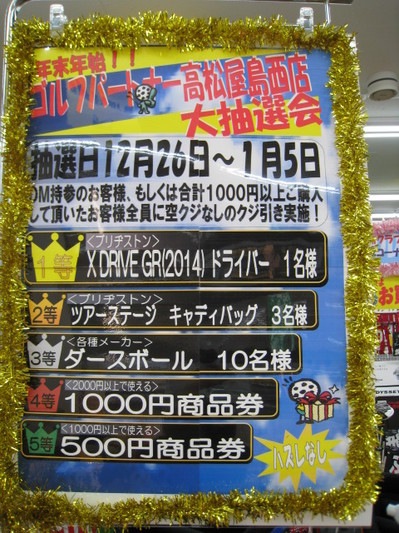 年末年始!!
ゴルフパートナー高松屋島西店
大抽選会
抽選日12月26日～1月5日
DM持参のお客様、もしくは合計1000円以上ご購入
して頂いたお客様全員に空クジなしのクジ引き実施!
<ブリヂストン>
1等 X DRIVE GR(2014) ドライバー 1名様
<ブリヂストン>
2等 ツアーステージ キャディバッグ 3名様
<各種メーカー>
3等 ダースボール 10名様
<2000円以上で使える>
4等 1000円商品券
<1000円以上で使える>
5等 500円商品券
ハズレなし